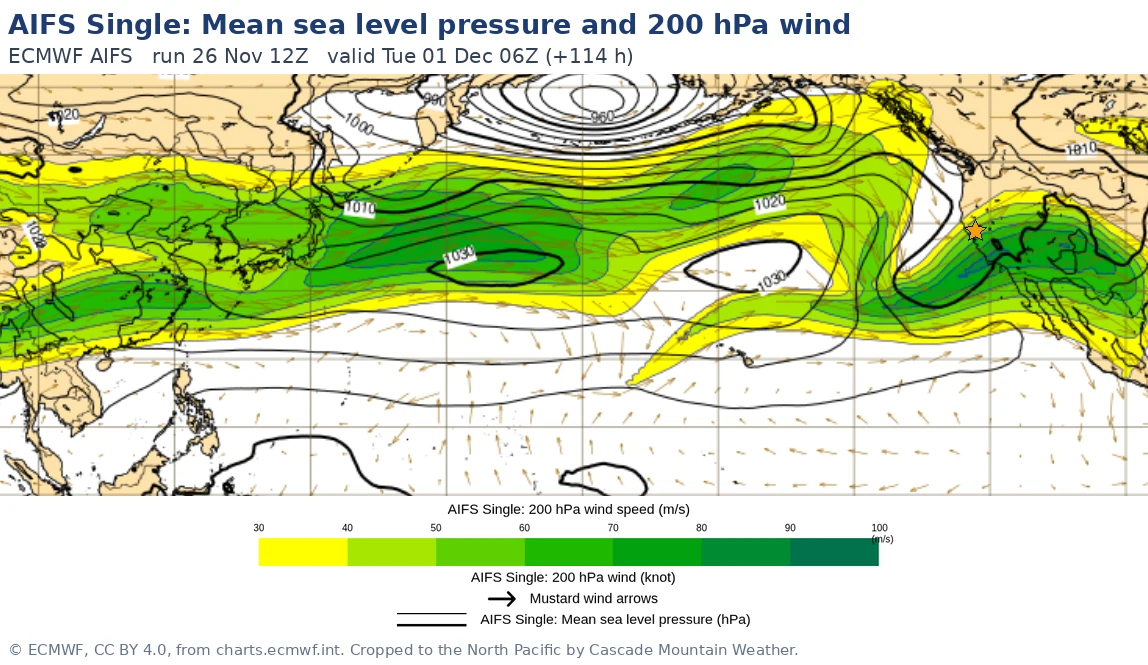 AIFS Single: Mean sea level pressure and 200 hPa wind
ECMWF AIFS run 26 Nov 12Z valid Tue 01 Dec 06Z (+114 h)
990
1020
1000
960
1010
1010
1020
1020
1030
1030
AIFS Single: 200 hPa wind speed (m/s)
30 40 50 60 70 80 90 100
(m/s)
AIFS Single: 200 hPa wind (knot)
Mustard wind arrows
AIFS Single: Mean sea level pressure (hPa)
© ECMWF, CC BY 4.0, from charts.ecmwf.int. Cropped to the North Pacific by Cascade Mountain Weather.